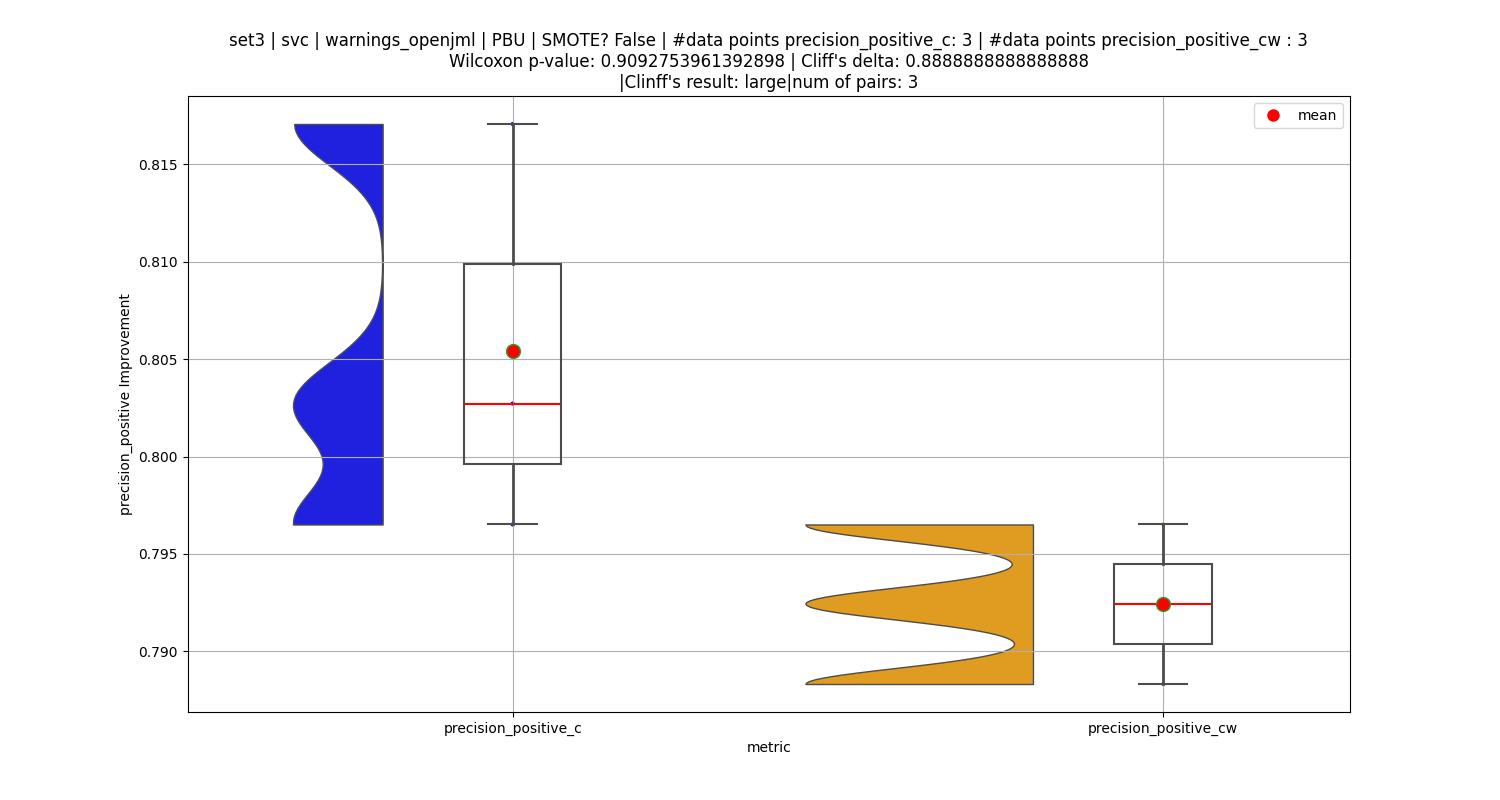 set3 | svc | warnings_openjml | PBU | SMOTE? False | #data points precision_positive_c: 3 | #data points precision_positive_cw : 3
Wilcoxon p-value: 0.9092753961392898 | Cliff's delta: 0.8888888888888888
|Clinff's result: large|num of pairs: 3
mean
0.815
0.810
0.805
0.800
0.795
0.790
precision_positive Improvement
precision_positive_c
precision_positive_cw
metric